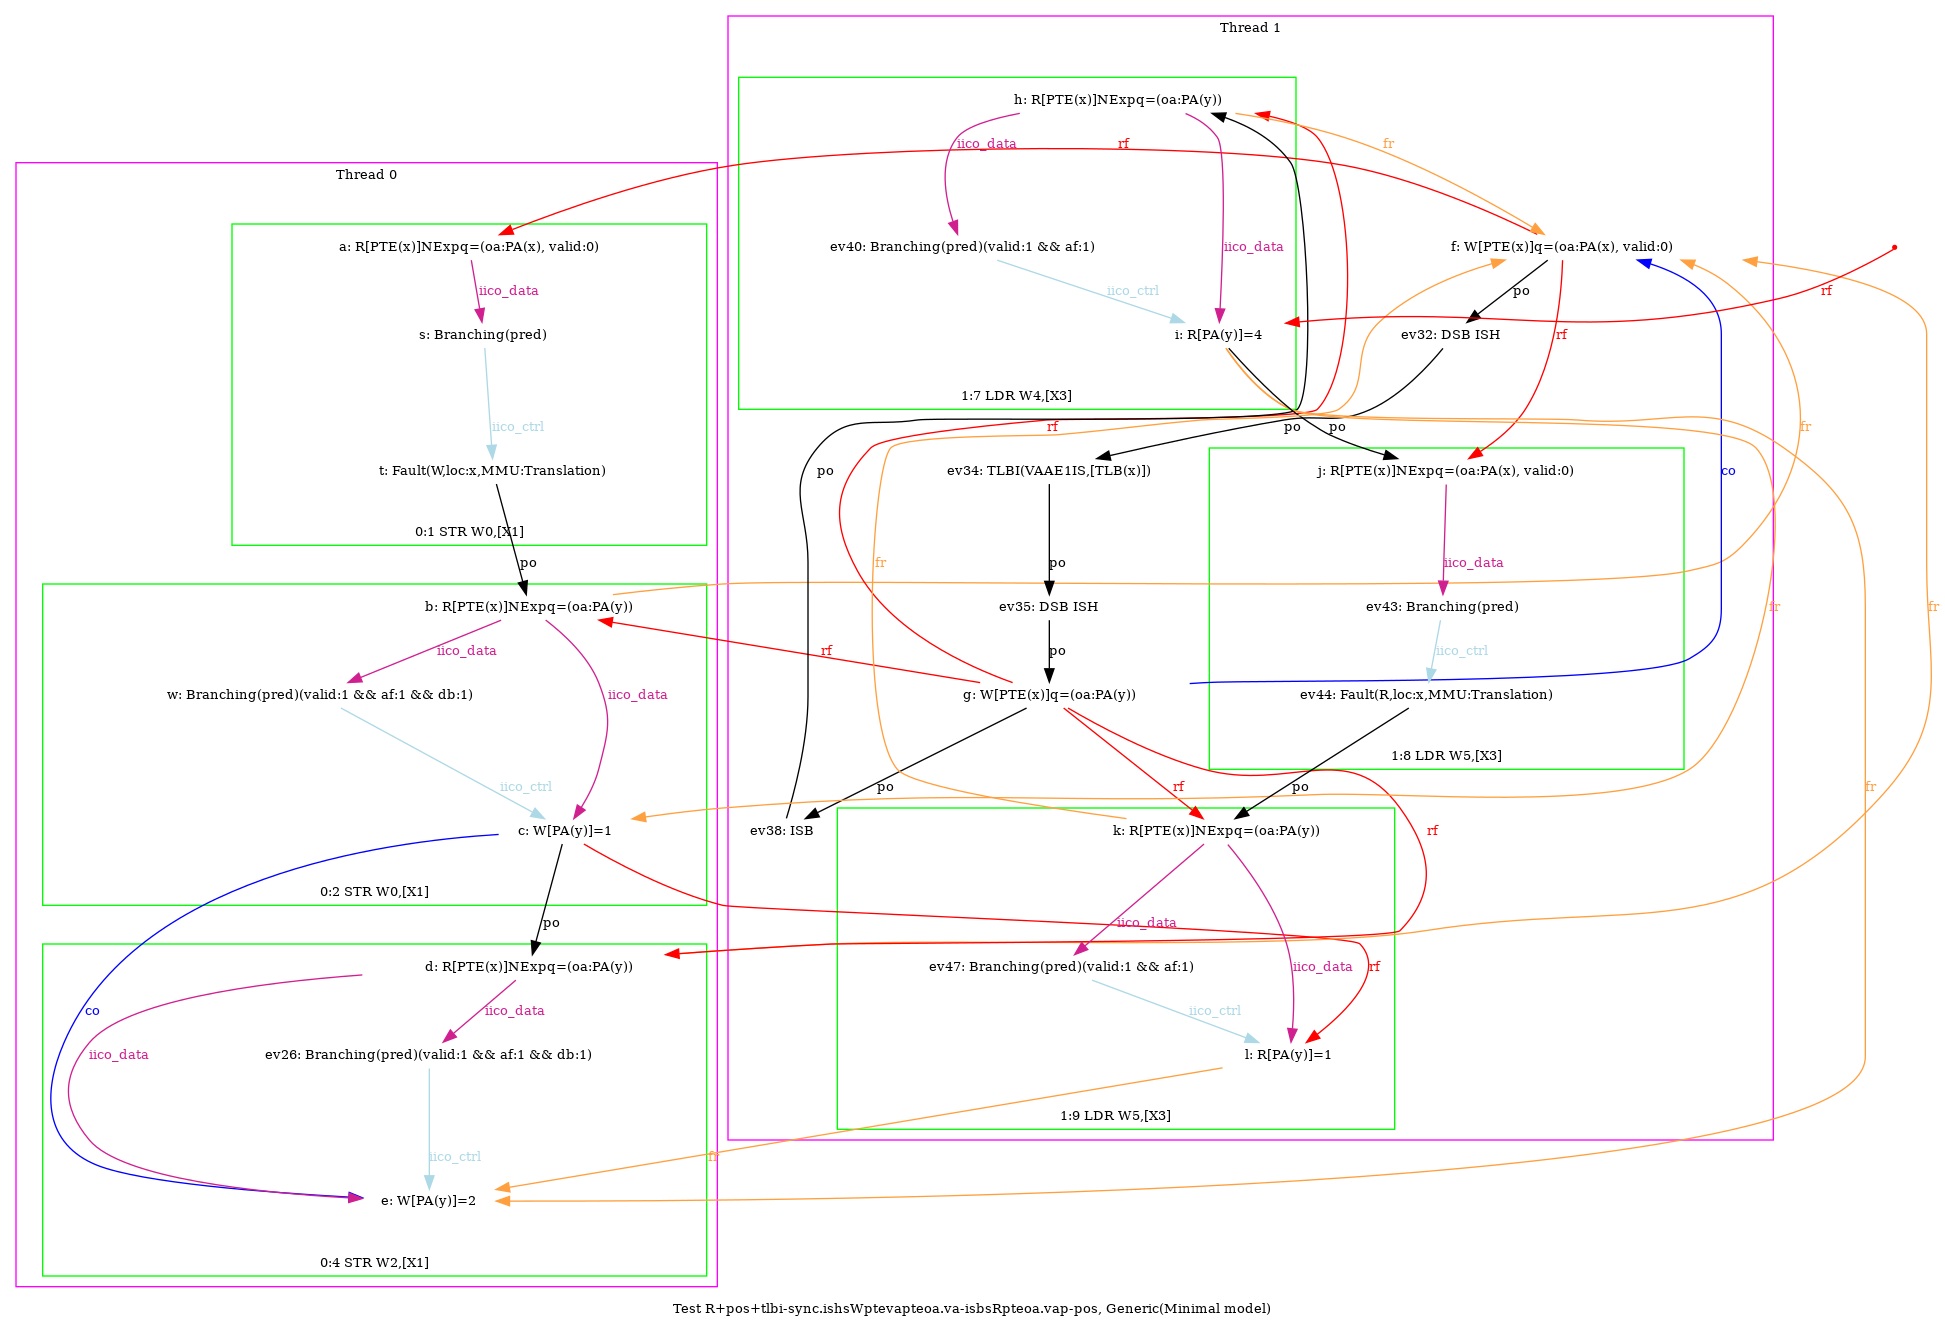 Thread 1
h: R[PTE(x)]NExpq=(oa:PA(y))
iico_data
rf
fr
Thread 0
a: R[PTE(x)]NExpq=(oa:PA(x), valid:0)
ev40: Branching(pred)(valid:1 && af:1)
iico_data
f: W[PTE(x)]q=(oa:PA(x), valid:0)
iico_data
iico_ctrl
po
rf
s: Branching(pred)
i: R[PA(y)]=4
ev32: DSB ISH
rf
1:7 LDR W4,[X3]
iico_ctrl
rf
po
po
fr
t: Fault(W,loc:x,MMU:Translation)
po
ev34: TLBI(VAAE1IS,[TLB(x)])
j: R[PTE(x)]NExpq=(oa:PA(x), valid:0)
co
0:1 STR W0,[X1]
po
fr
po
iico_data
b: R[PTE(x)]NExpq=(oa:PA(y))
ev35: DSB ISH
ev43: Branching(pred)
fr
fr
iico_data
rf
po
iico_ctrl
w: Branching(pred)(valid:1 && af:1 && db:1)
iico_data
g: W[PTE(x)]q=(oa:PA(y))
ev44: Fault(R,loc:x,MMU:Translation)
1:8 LDR W5,[X3]
iico_ctrl
po
rf
po
fr
c: W[PA(y)]=1
ev38: ISB
k: R[PTE(x)]NExpq=(oa:PA(y))
rf
0:2 STR W0,[X1]
po
iico_data
d: R[PTE(x)]NExpq=(oa:PA(y))
ev47: Branching(pred)(valid:1 && af:1)
iico_data
rf
co
iico_data
iico_ctrl
iico_data
ev26: Branching(pred)(valid:1 && af:1 && db:1)
l: R[PA(y)]=1
1:9 LDR W5,[X3]
iico_ctrl
fr
e: W[PA(y)]=2
0:4 STR W2,[X1]
Test R+pos+tlbi-sync.ishsWptevapteoa.va-isbsRpteoa.vap-pos, Generic(Minimal model)